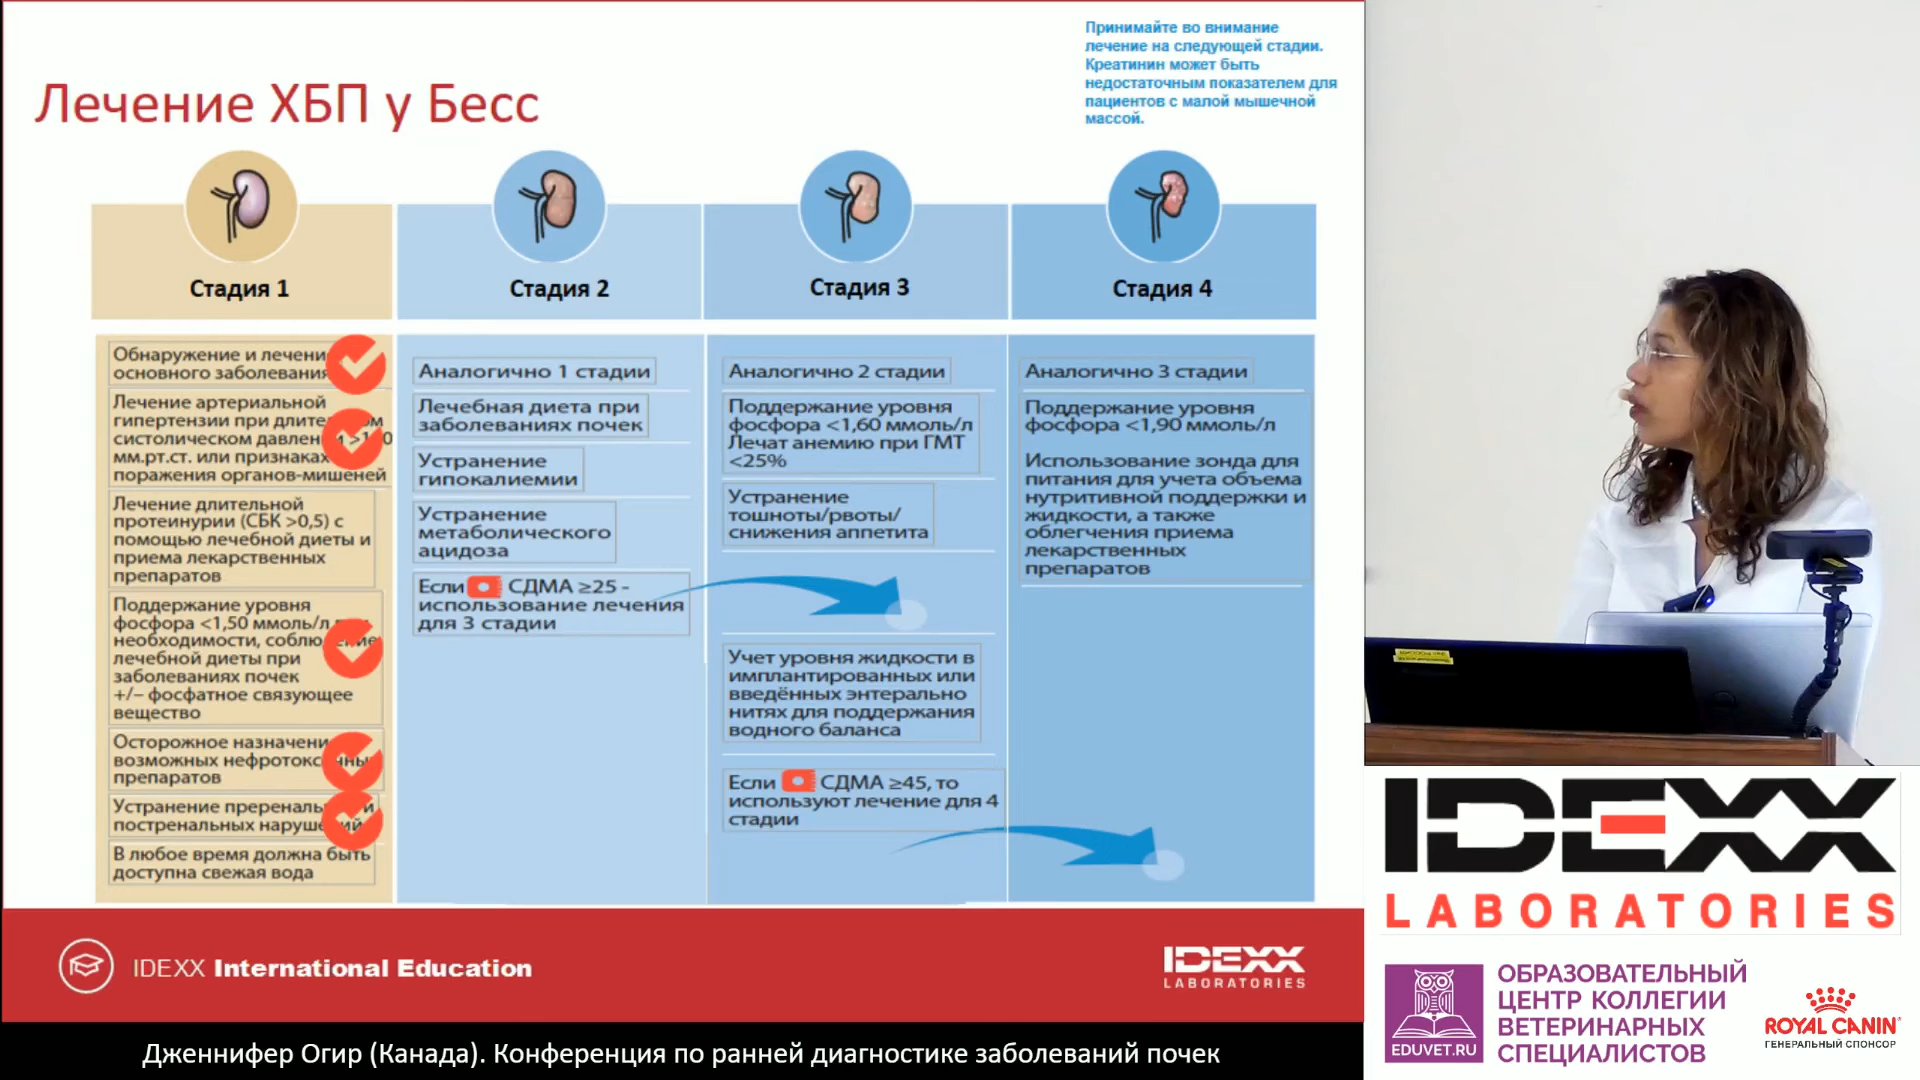 Принимайте во внимание
лечение на следующей стадии.
Креатинин может быть
недостаточным показателем для
пациентов с малой мышечной
массой.
Лечение ХБП у Бесс
Стадия 1
Обнаружение и лечени
основного заболевания
Лечение артериальной
гипертензии при длите ом
систолическом давлен >1 0
мм.рт.ст. или признаках
поражения органов-мишеней
Лечение длительной
протеинурии (СБК >0,5) с
помощью лечебной диеты и
приема лекарственных
препаратов
Поддержание уровня
фосфора <1,50 ммоль/л
необходимости, соблю ение
лечебной диеты при
заболеваниях почек
+/– фосфатное связующее
вещество
Осторожное назначени
возможных нефротокс ных
препаратов
Устранение преренальн и
постренальных наруш ий
В любое время должна быть
доступна свежая вода
Стадия 2
Аналогично 1 стадии
Лечебная диета при
заболеваниях почек
Устранение
гипокалиемии
Устранение
метаболического
ацидоза
Если СДМА ≥25 -
использование лечения
для 3 стадии
Стадия 3
Аналогично 2 стадии
Поддержание уровня
фосфора <1,60 ммоль/л
Лечат анемию при ГМТ
<25%
Устранение
тошноты/рвоты/
снижения аппетита
Учет уровня жидкости в
имплантированных или
введённых энтерально
нитях для поддержания
водного баланса
Если СДМА ≥45, то
используют лечение для 4
стадии
Стадия 4
Аналогично 3 стадии
Поддержание уровня
фосфора <1,90 ммоль/л
Использование зонда для
питания для учета объема
нутритивной поддержки и
жидкости, а также
облегчения приема
лекарственных
препаратов
IDEXX International Education
IDEXX
LABORATORIES
Дженнифер Огир (Канада). Конференция по ранней диагностике заболеваний почек
IDEXX
LABORATORIES
EDUVET.RU
ОБРАЗОВАТЕЛЬНЫЙ
ЦЕНТР КОЛЛЕГИИ
ВЕТЕРИНАРНЫХ
СПЕЦИАЛИСТОВ
ROYAL CANIN
ГЕНЕРАЛЬНЫЙ СПОНСОР